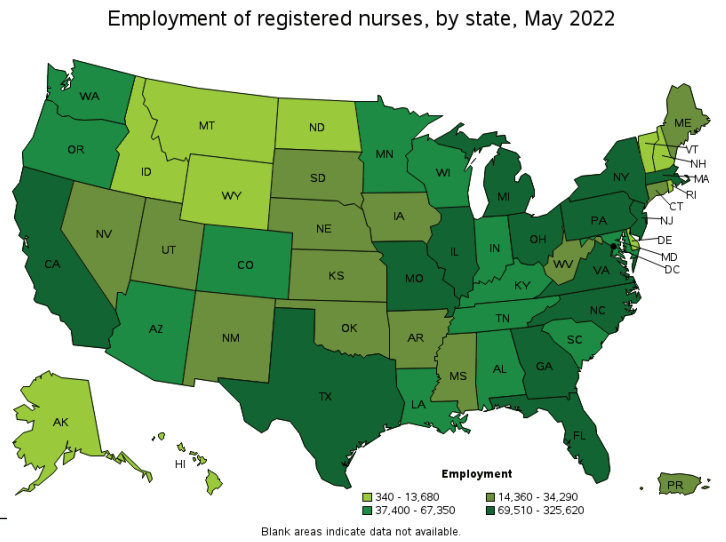 Employment of registered nurses, by state, May 2022
WA
MT
ND
MN
ME
VT
NH
MA
RI
CT
NJ
DE
MD
DC
OR
ID
WY
SD
WI
MI
NY
PA
NV
UT
CO
NE
IA
IL
IN
OH
WV
VA
CA
AZ
NM
KS
MO
KY
NC
TN
SC
OK
AR
MS
AL
GA
TX
LA
FL
AK
HI
PR
Employment
340 - 13,680 14,360 - 34,290
37,400 - 67,350 69,510 - 325,620
Blank areas indicate data not available.